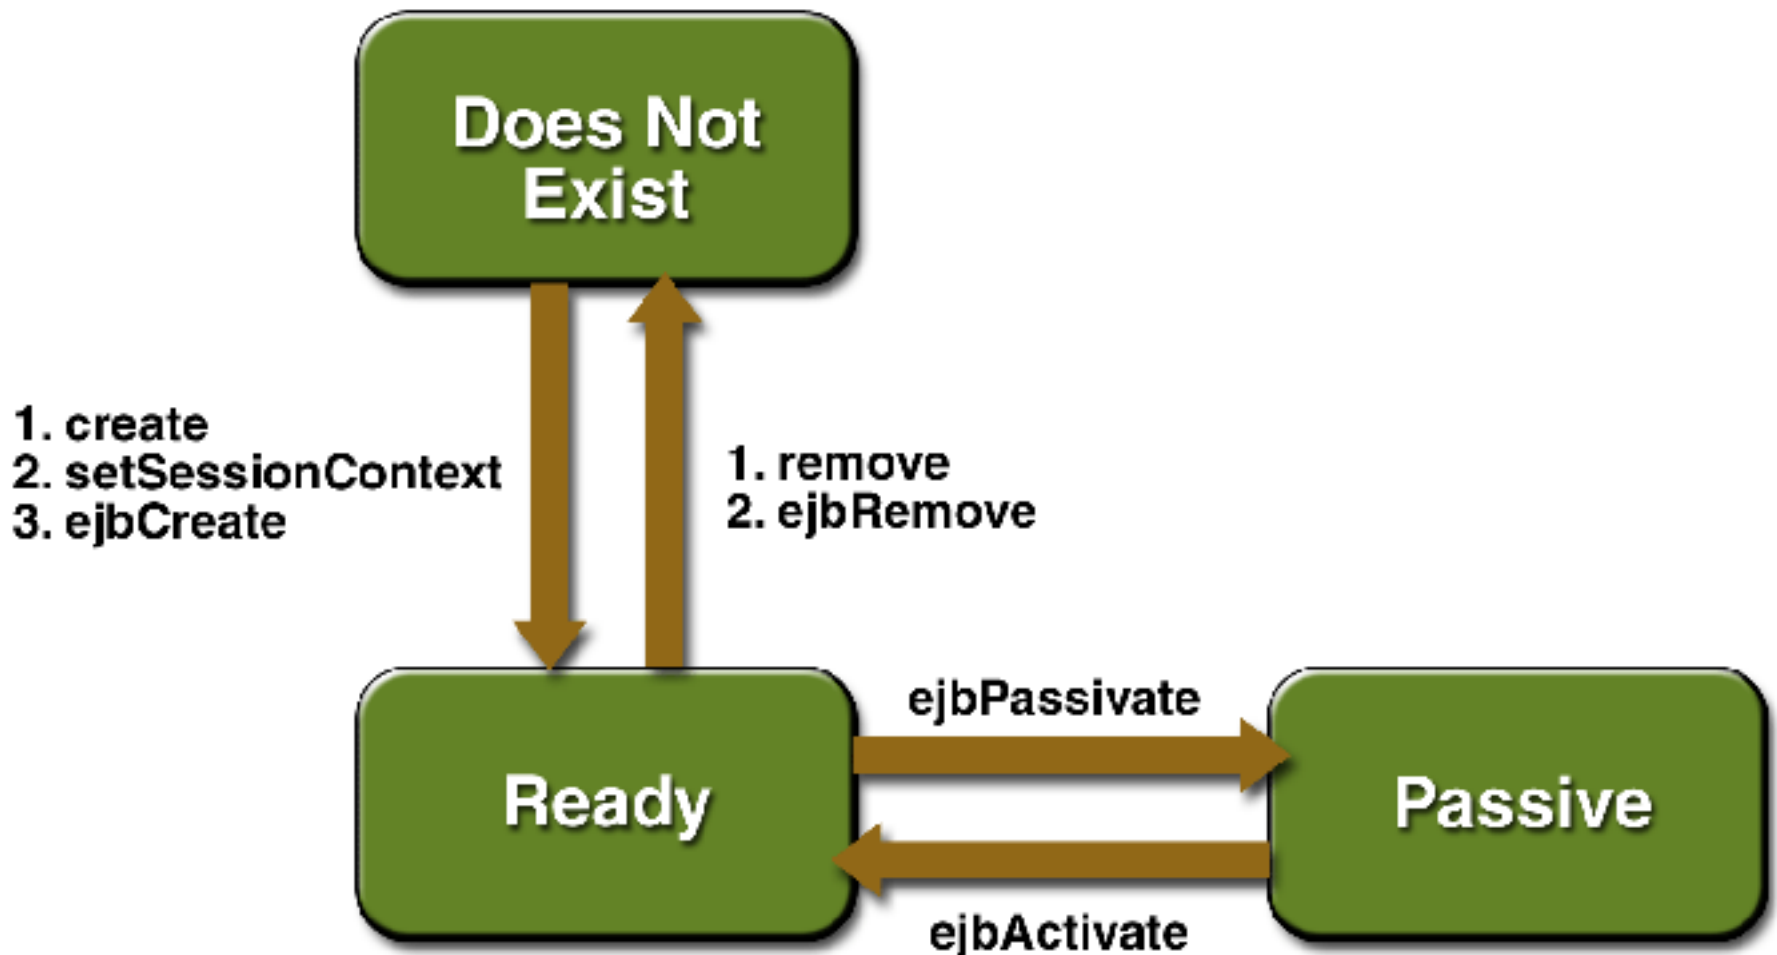 Does Not
Exist
1. create
2. setSessionContext
3. ejbCreate
1. remove
2. ejbRemove
ejbPassivate
Ready
Passive
ejbActivate